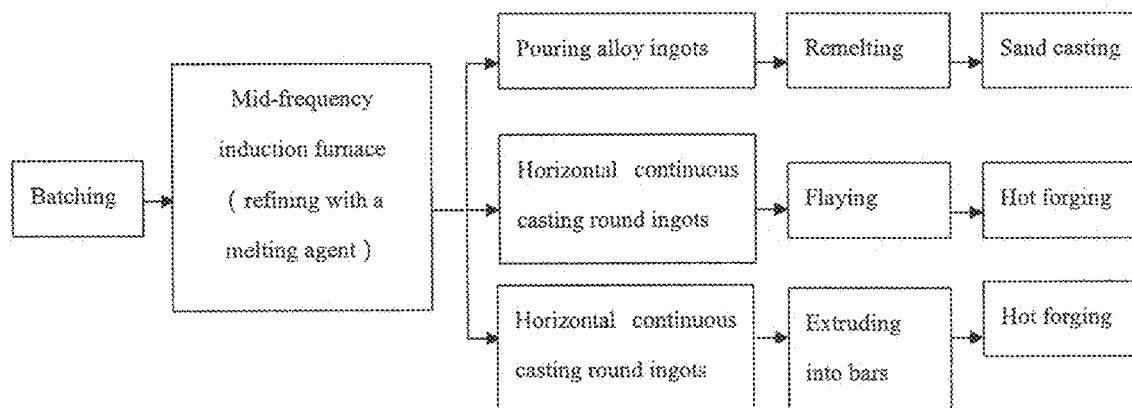 Pouring alloy ingots
Remelting
Sand casting
Batching
Mid-frequency
induction furnace
( refining with a
melting agent )
Horizontal continuous
casting round ingots
Flaying
Hot forging
Horizontal continuous
casting round ingots
Extruding
into bars
Hot forging